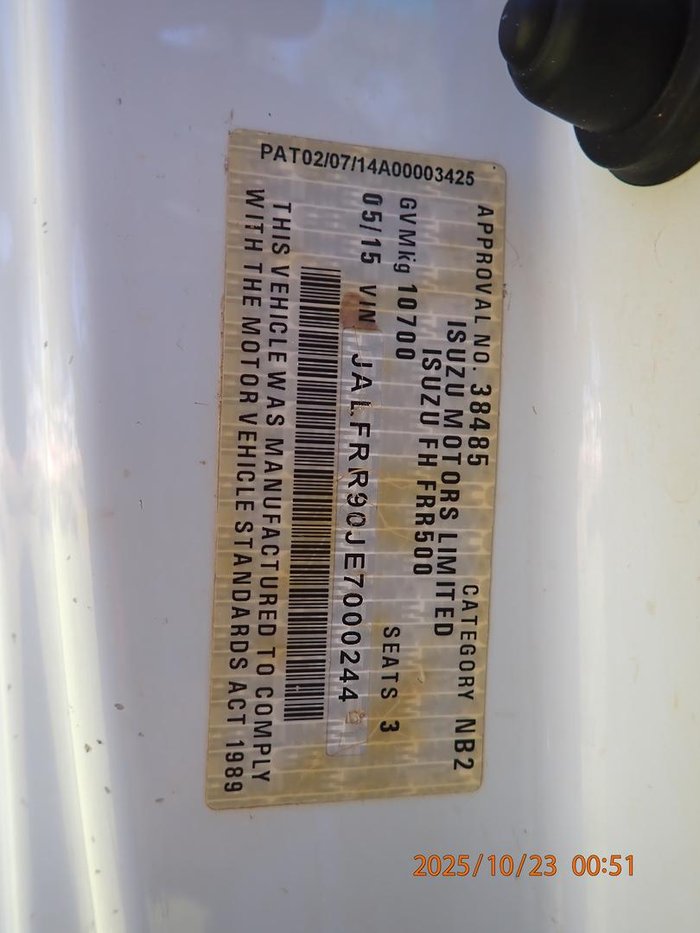 PAT02/07/14A00003425
APPROVAL NO. 38485 CATEGORY NB2
ISUZU MOTORS LIMITED
ISUZU FH FRR500
GVMkg 10700 SEATS 3
05/15 VIN JALFRR90JE7000244
THIS VEHICLE WAS MANUFACTURED TO COMPLY
WITH THE MOTOR VEHICLE STANDARDS ACT 1989
2025/10/23 00:51